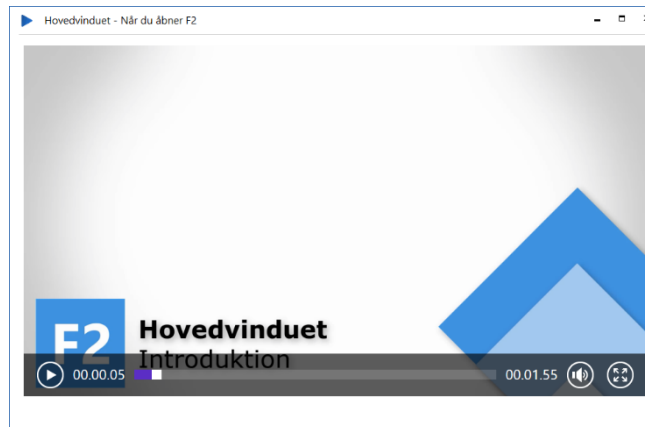 Hovedvinduet - Når du åbner F2
F2
Hovedvinduet
Introduktion
00.00.05
00.01.55